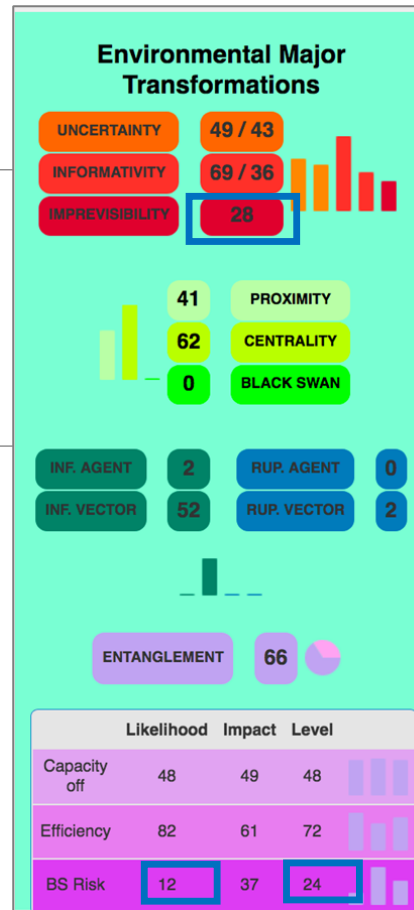 Environmental Major
Transformations
UNCERTAINTY 49 / 43
INFORMATIVITY 69 / 36
IMPREVISIBILITY 28
41 PROXIMITY
62 CENTRALITY
0 BLACK SWAN
INF. AGENT 2 RUP. AGENT 0
INF. VECTOR 52 RUP. VECTOR 2
ENTANGLEMENT 66
Likelihood Impact Level
Capacity
off 48 49 48
Efficiency 82 61 72
BS Risk 12 37 24